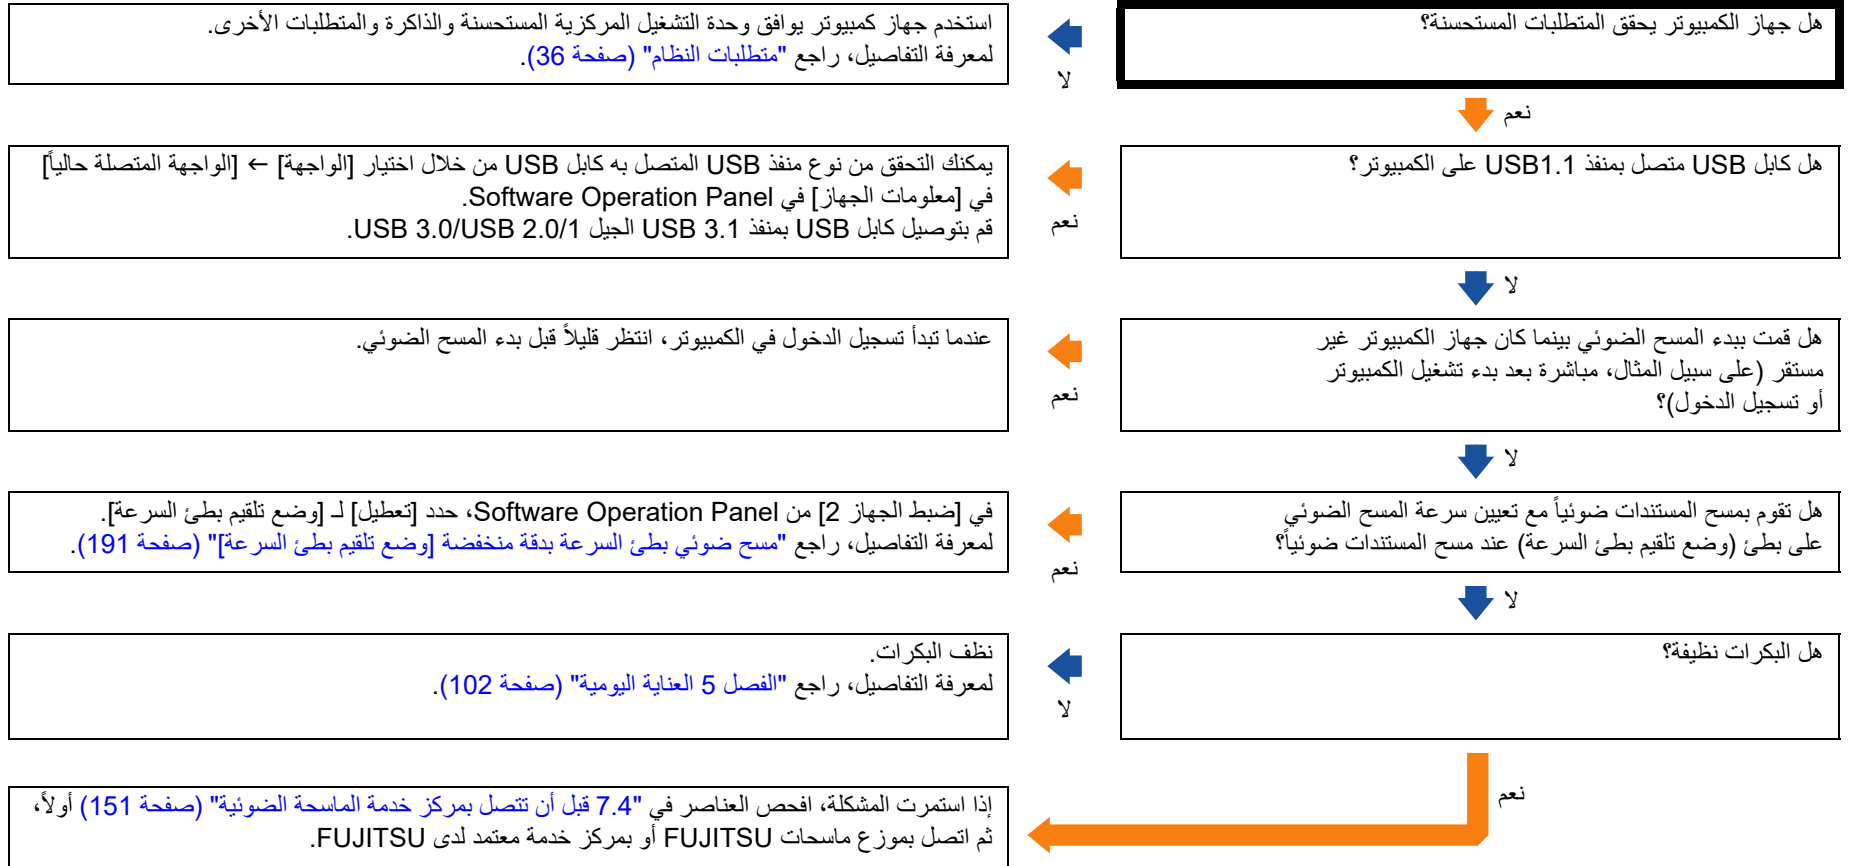 هل جهاز الكمبيوتر يحقق المتطلبات المستحسنة؟
لا
استخدم جهاز كمبيوتر يوافق وحدة التشغيل المركزية المستحسنة والذاكرة والمتطلبات الأخرى.
لمعرفة التفاصيل، راجع "متطلبات النظام" (صفحة 36).
نعم
هل كابل USB متصل بمنفذ USB1.1 على الكمبيوتر؟
نعم
يمكنك التحقق من نوع منفذ USB المتصل به كابل USB من خلال اختيار [الواجهة] ← [الواجهة المتصلة حالياً]
في [معلومات الجهاز] في Software Operation Panel.
قم بتوصيل كابل USB بمنفذ USB 3.1 الجيل 1/USB 3.0/USB 2.0.
لا
هل قمت ببدء المسح الضوئي بينما كان جهاز الكمبيوتر غير
مستقر (على سبيل المثال، مباشرة بعد بدء تشغيل الكمبيوتر
أو تسجيل الدخول)؟
نعم
عندما تبدأ تسجيل الدخول في الكمبيوتر، انتظر قليلاً قبل بدء المسح الضوئي.
لا
هل تقوم بمسح المستندات ضوئياً مع تعيين سرعة المسح الضوئي
على بطئ (وضع تلقيم بطئ السرعة) عند مسح المستندات ضوئياً؟
نعم
في [ضبط الجهاز 2] من Software Operation Panel، حدد [تعطيل] لـ [وضع تلقيم بطئ السرعة].
لمعرفة التفاصيل، راجع "مسح ضوئي بطئ السرعة بدقة منخفضة [وضع تلقيم بطئ السرعة]" (صفحة 191).
لا
هل البكرات نظيفة؟
لا
نظف البكرات.
لمعرفة التفاصيل، راجع "الفصل 5 العناية اليومية" (صفحة 102).
نعم
إذا استمرت المشكلة، افحص العناصر في "7.4 قبل أن تتصل بمركز خدمة الماسحة الضوئية" (صفحة 151) أولاً،
ثم اتصل بموزع ماسحات FUJITSU أو بمركز خدمة معتمد لدى FUJITSU.